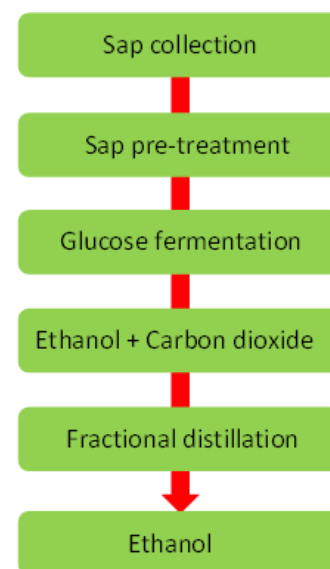 Sap collection
Sap pre-treatment
Glucose fermentation
Ethanol + Carbon dioxide
Fractional distillation
Ethanol